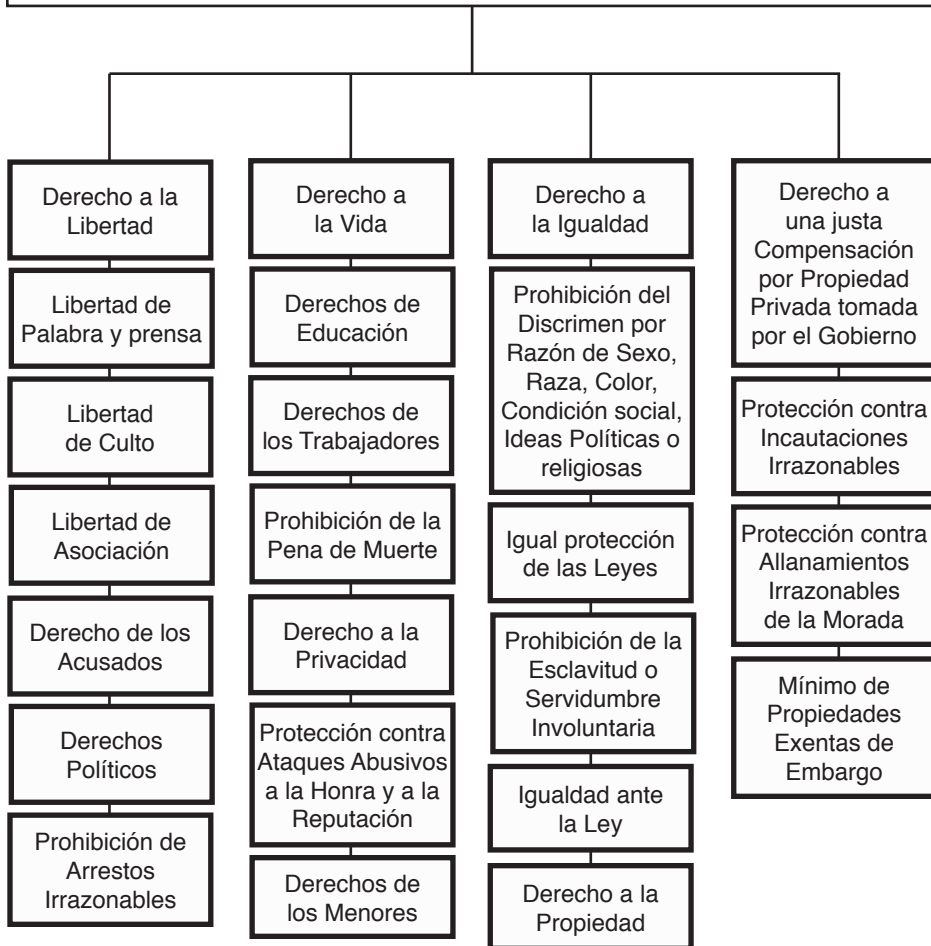 Derecho a la
Libertad
Libertad de
Palabra y prensa
Libertad
de Culto
Libertad de
Asociación
Derecho de los
Acusados
Derechos
Políticos
Prohibición de
Arrestos
Irrazonables
Derecho a
la Vida
Derechos de
Educación
Derechos de
los Trabajadores
Prohibición de la
Pena de Muerte
Derecho a la
Privacidad
Protección contra
Ataques Abusivos
a la Honra y a la
Reputación
Derechos de
los Menores
Derecho a
la Igualdad
Prohibición del
Discrimen por
Razón de Sexo,
Raza, Color,
Condición social,
Ideas Políticas o
religiosas
Igual protección
de las Leyes
Prohibición de la
Esclavitud o
Servidumbre
Involuntaria
Igualdad ante
la Ley
Derecho a la
Propiedad
Derecho a
una justa
Compensación
por Propiedad
Privada tomada
por el Gobierno
Protección contra
Incautaciones
Irrazonables
Protección contra
Allanamientos
Irrazonables
de la Morada
Mínimo de
Propiedades
Exentas de
Embargo